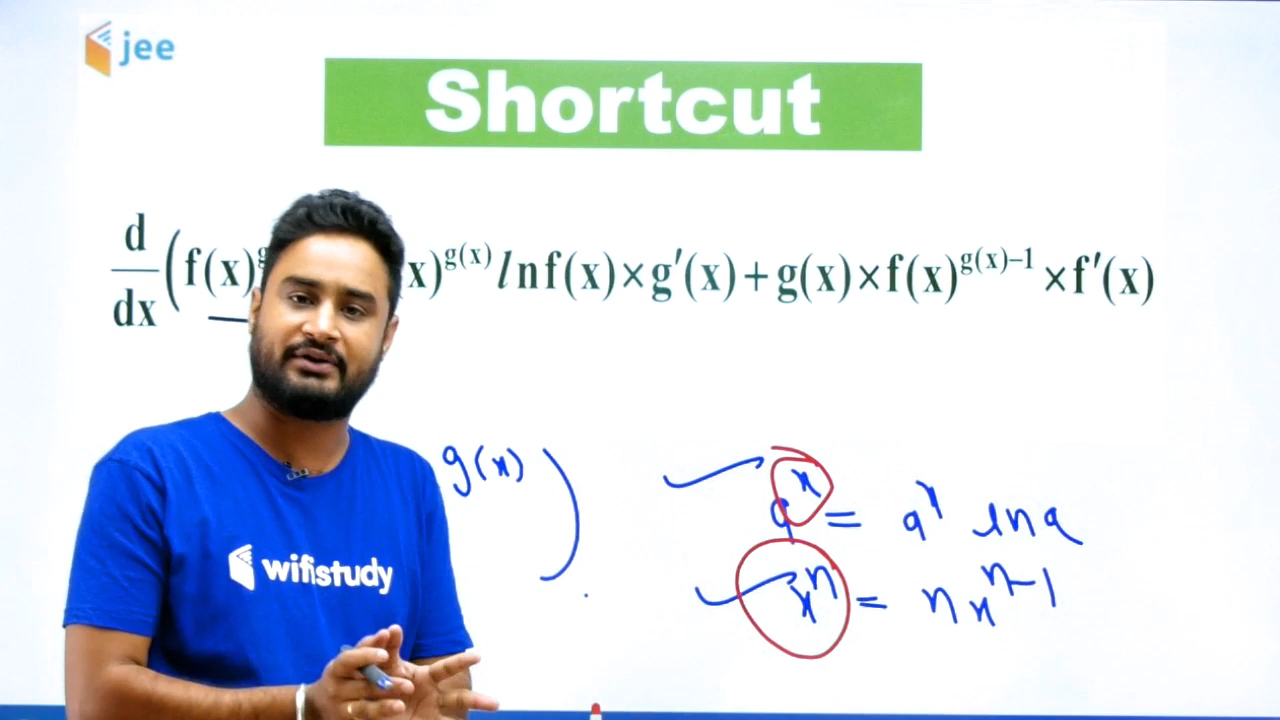 jee
Shortcut
d/dx (f(x)^g x)^g(x) ln f(x) × g'(x) + g(x) × f(x)^g(x)−1 × f'(x)
g(x) )
a^x = a^x ln a
x^n = n x^n−1
wifistudy